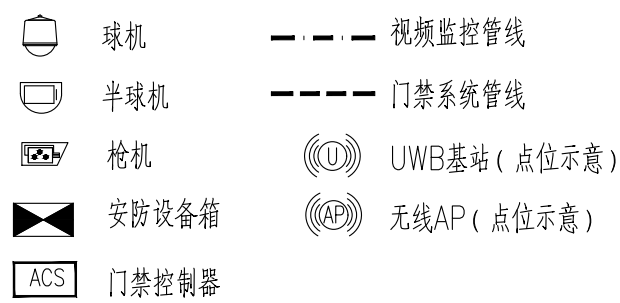 球机
视频监控管线
半球机
门禁系统管线
枪机
U
UWB基站(点位示意)
安防设备箱
AP
无线AP(点位示意)
ACS
门禁控制器